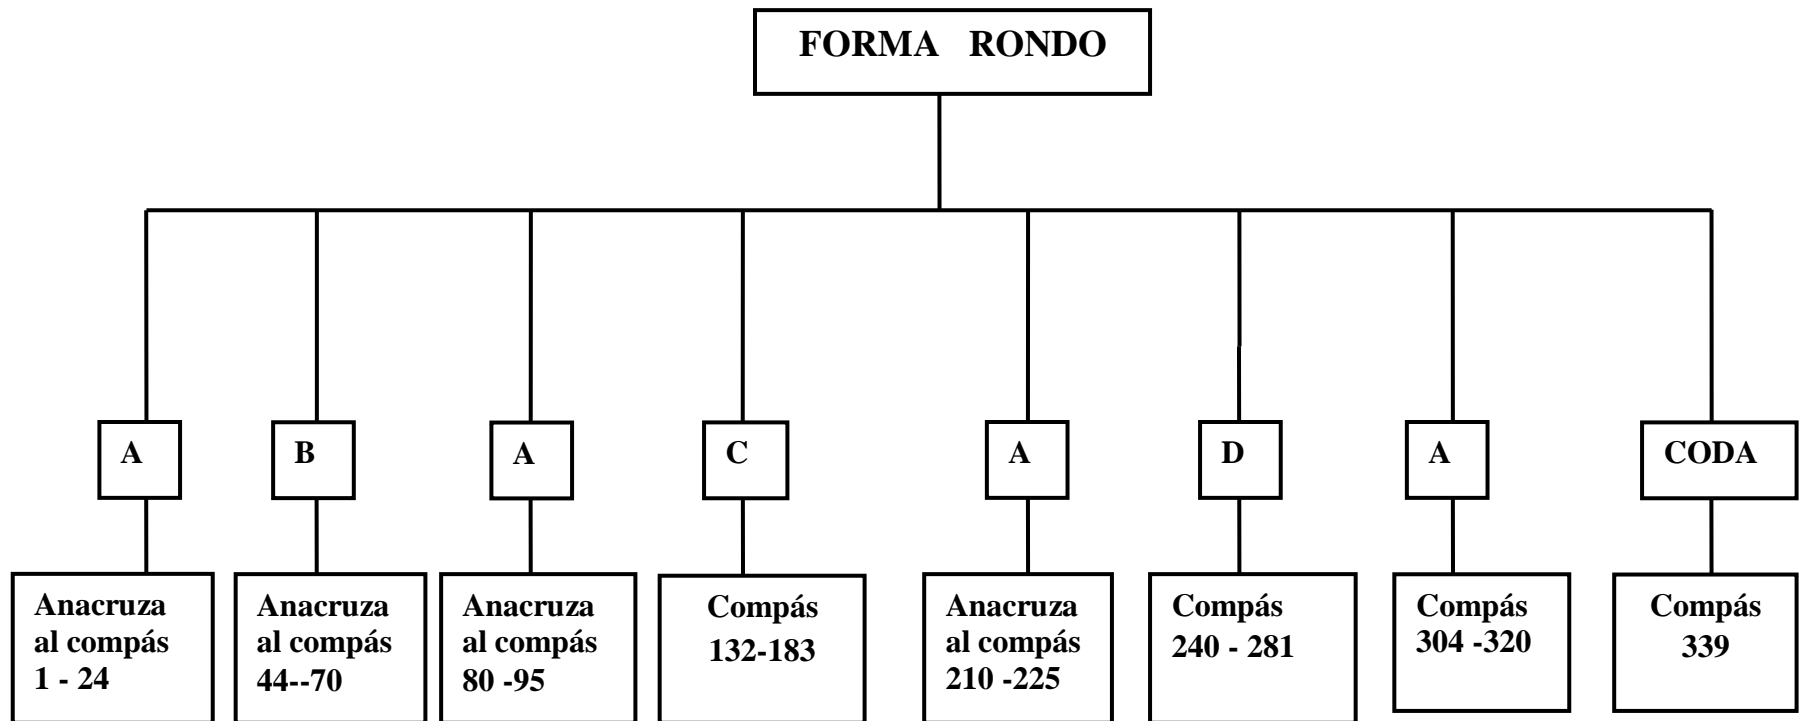 FORMA RONDO
A
B
A
C
A
D
A
CODA
Anacruza
al compás
1 - 24
Anacruza
al compás
44--70
Anacruza
al compás
80 -95
Compás
132-183
Anacruza
al compás
210 -225
Compás
240 - 281
Compás
304 -320
Compás
339